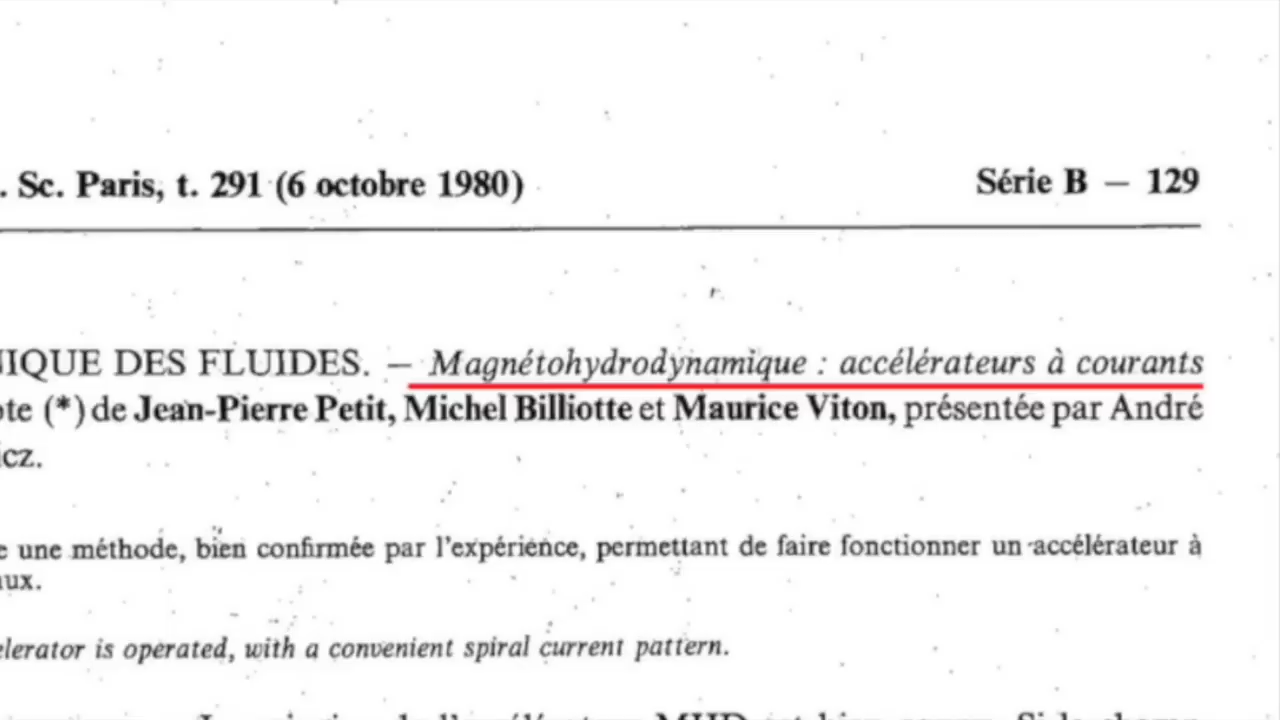 . Sc. Paris, t. 291 (6 octobre 1980) Série B — 129
NIQUE DES FLUIDES. — Magnétohydrodynamique : accélérateurs à courants
ote (*) de Jean-Pierre Petit, Michel Billiotte et Maurice Viton, présentée par André
icz.
e une méthode, bien confirmée par l'expérience, permettant de faire fonctionner un accélérateur à
aux.
elerator is operated, with a convenient spiral current pattern.